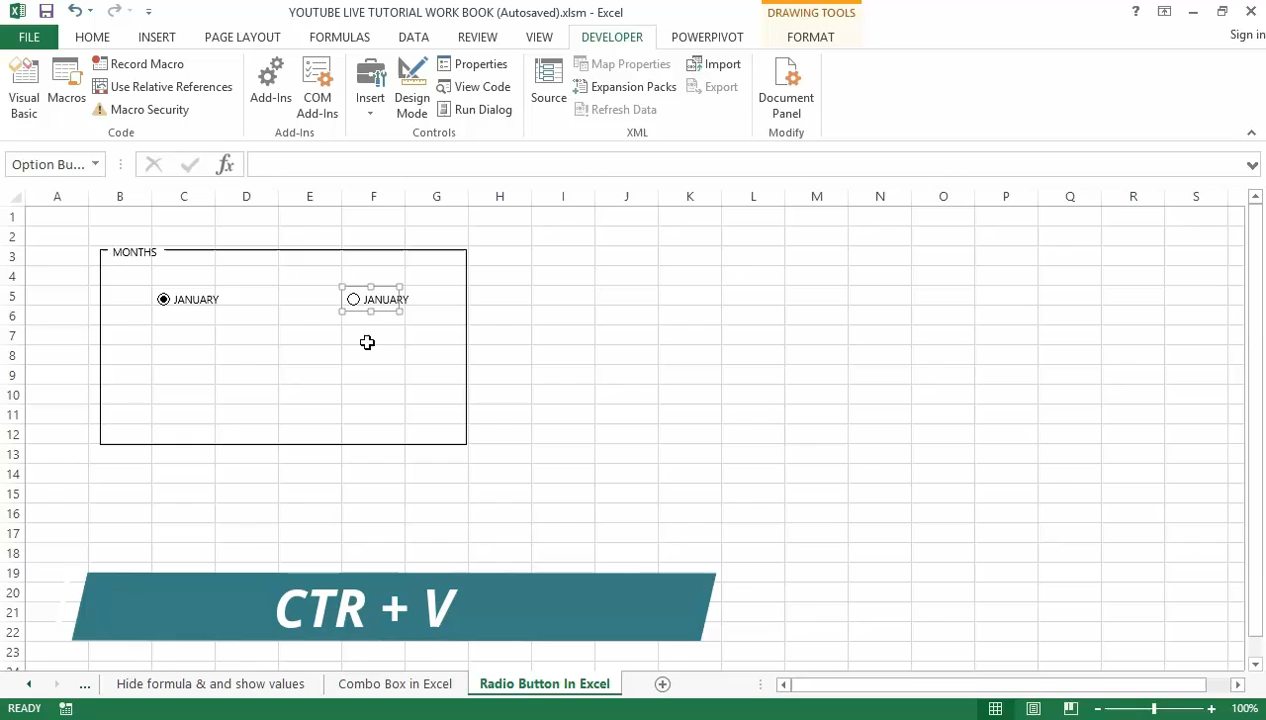 YOUTUBE LIVE TUTORIAL WORK BOOK (Autosaved).xlsm - Excel
DRAWING TOOLS
?
Sign in
FILE HOME INSERT PAGE LAYOUT FORMULAS DATA REVIEW VIEW DEVELOPER POWERPIVOT FORMAT
Visual Basic
Macros
Record Macro
Use Relative References
Macro Security
Code
Add-Ins
COM Add-Ins
Add-Ins
Insert
Design Mode
Properties
View Code
Run Dialog
Controls
Source
Map Properties
Expansion Packs
Refresh Data
Import
Export
XML
Document Panel
Modify
Option Bu...
fx
A B C D E F G H I J K L M N O P Q R S
1
2
3
MONTHS
4
5
JANUARY JANUARY
6
7
8
9
10
11
12
13
14
15
16
17
18
19
20
21
22
23
CTR + V
... Hide formula & and show values Combo Box in Excel Radio Button In Excel
READY
100%